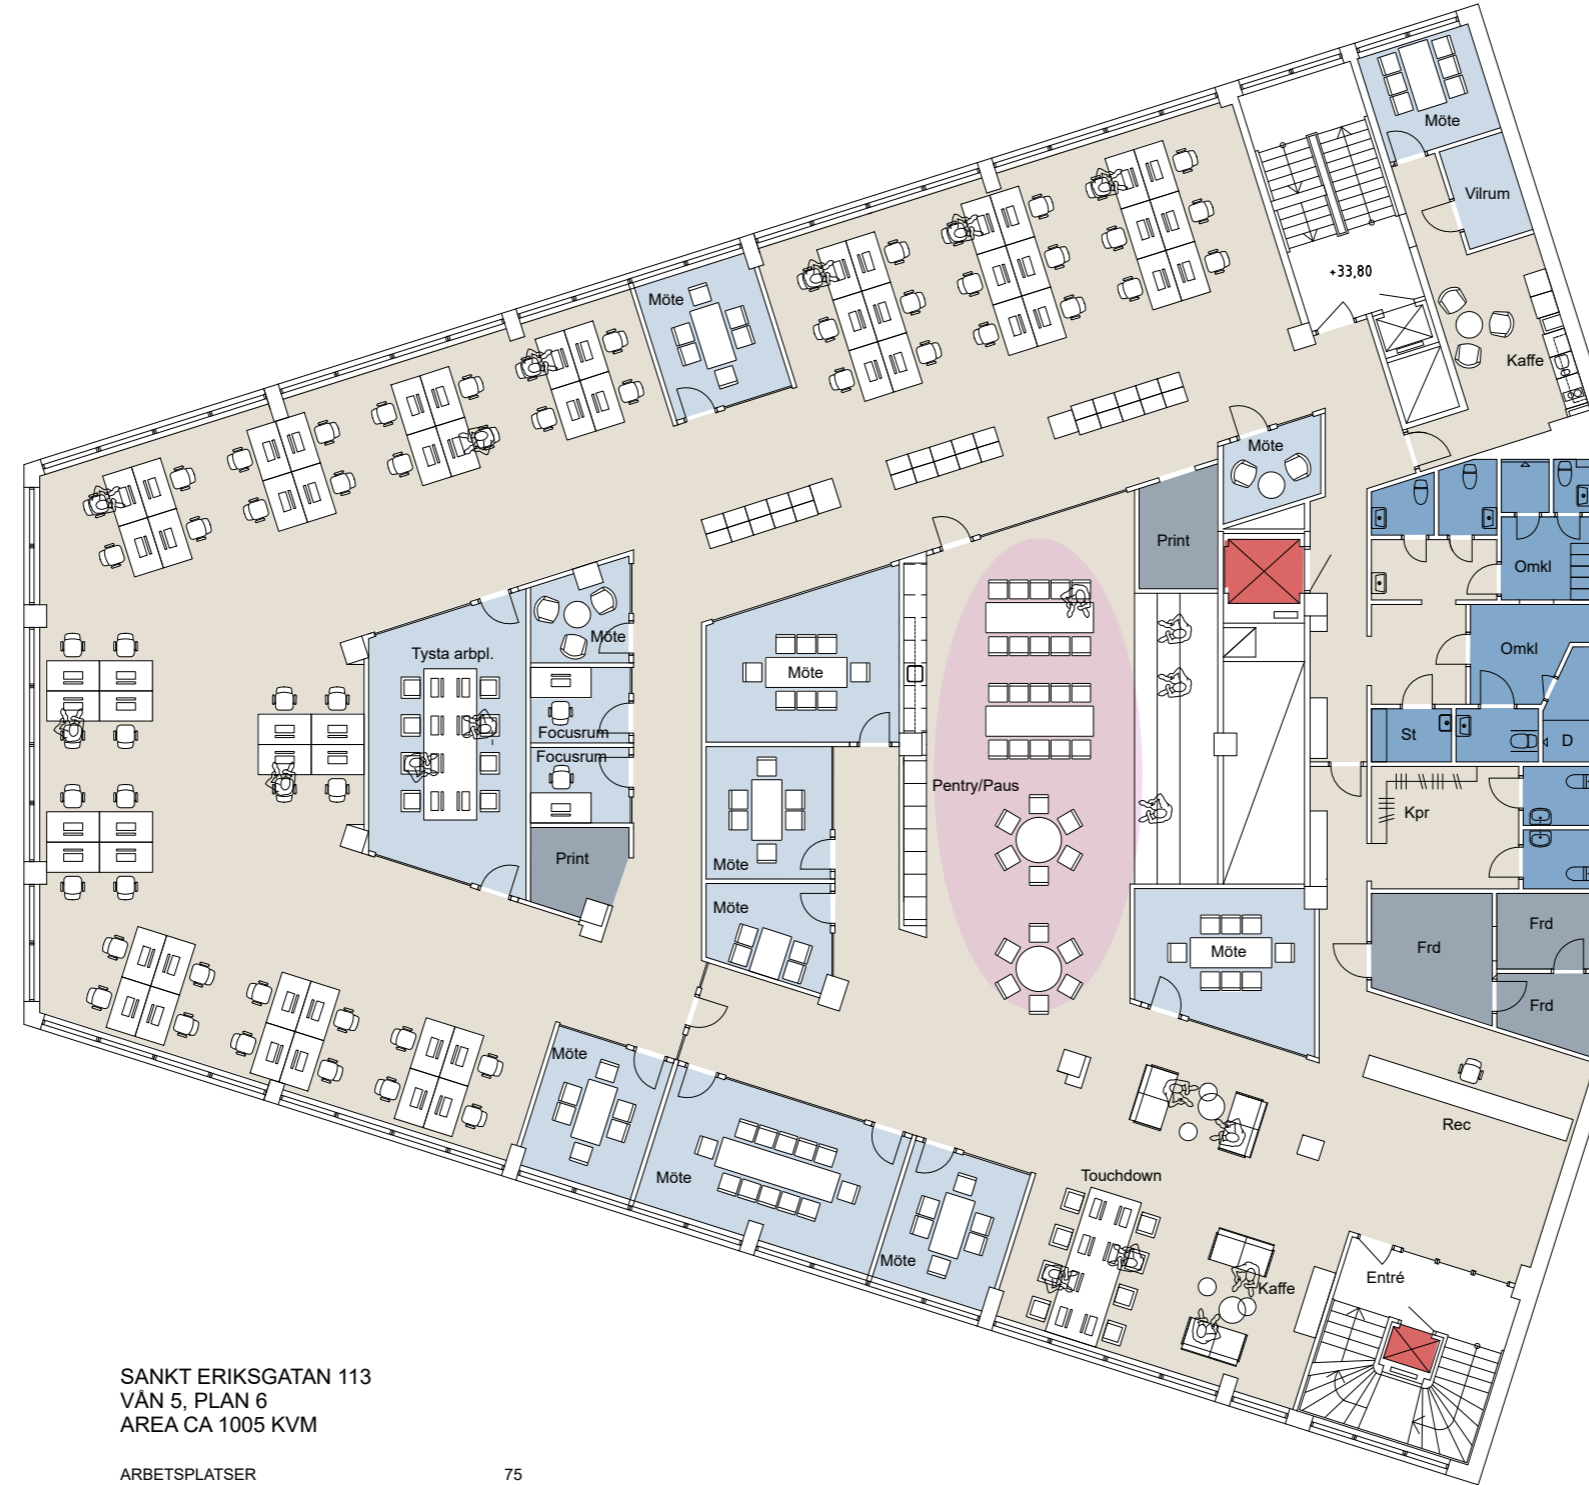 Möte
Vilrum
+33,80
Möte
Kaffe
Möte
Print
Omkl
Möte
Tysta arbpl.
Omkl
Möte
Focusrum
St
D
Focusrum
Pentry/Paus
Kpr
Print
Möte
Möte
Frd
Frd
Möte
Frd
Möte
Rec
Möte
Touchdown
Möte
Entré
Kaffe
SANKT ERIKSGATAN 113
VÅN 5, PLAN 6
AREA CA 1005 KVM
ARBETSPLATSER 75